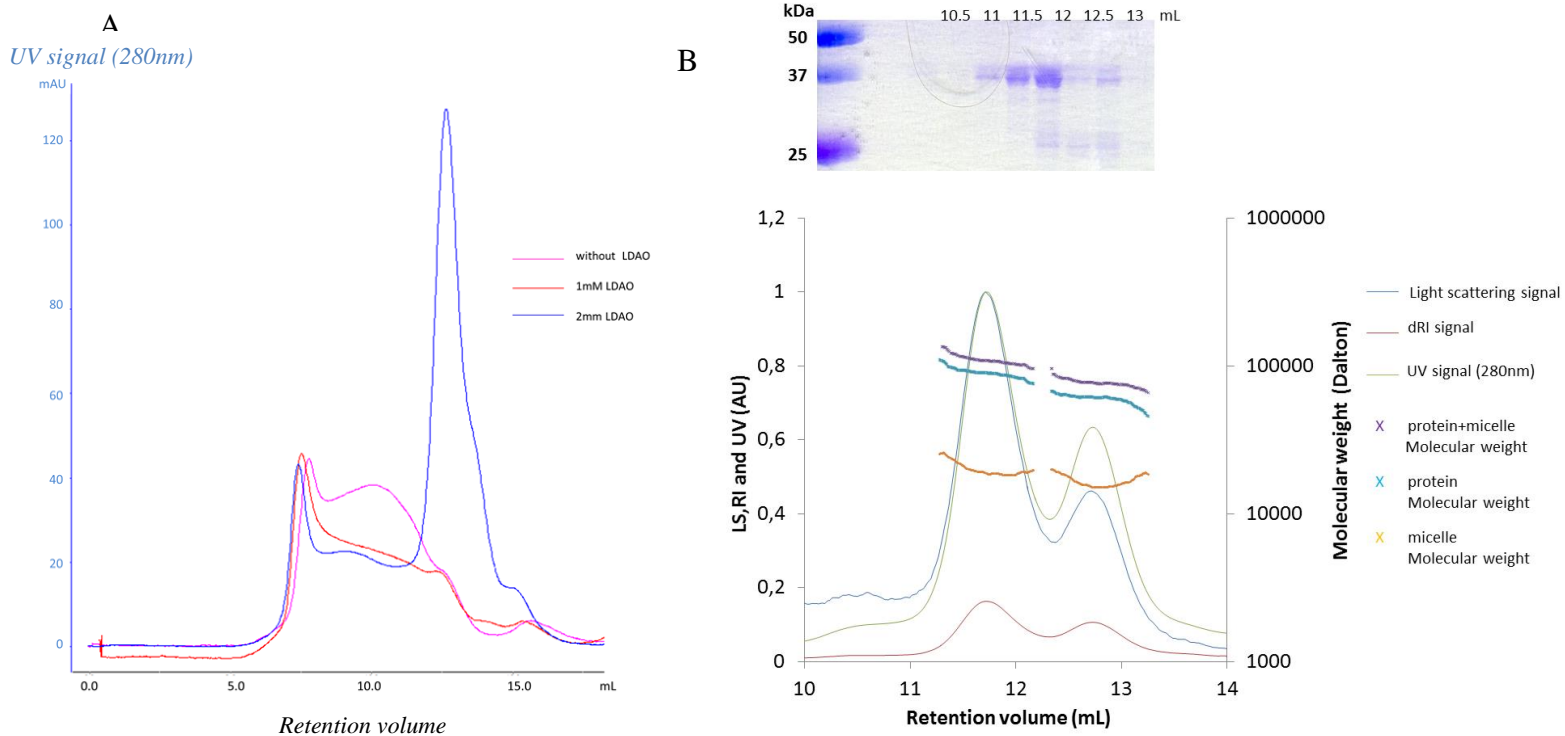 A
UV signal (280nm)
mAU
120
100
80
60
40
20
0
0.0 5.0 10.0 15.0 mL
Retention volume
without LDAO
1mM LDAO
2mm LDAO
B
kDa 10.5 11 11.5 12 12.5 13 mL
50
37
25
1,2
1
0,8
0,6
0,4
0,2
0
LS,RI and UV (AU)
10 11 12 13 14
Retention volume (mL)
1000000
100000
10000
1000
Molecular weight (Dalton)
Light scattering signal
dRI signal
UV signal (280nm)
X protein+micelle
Molecular weight
X protein
Molecular weight
X micelle
Molecular weight